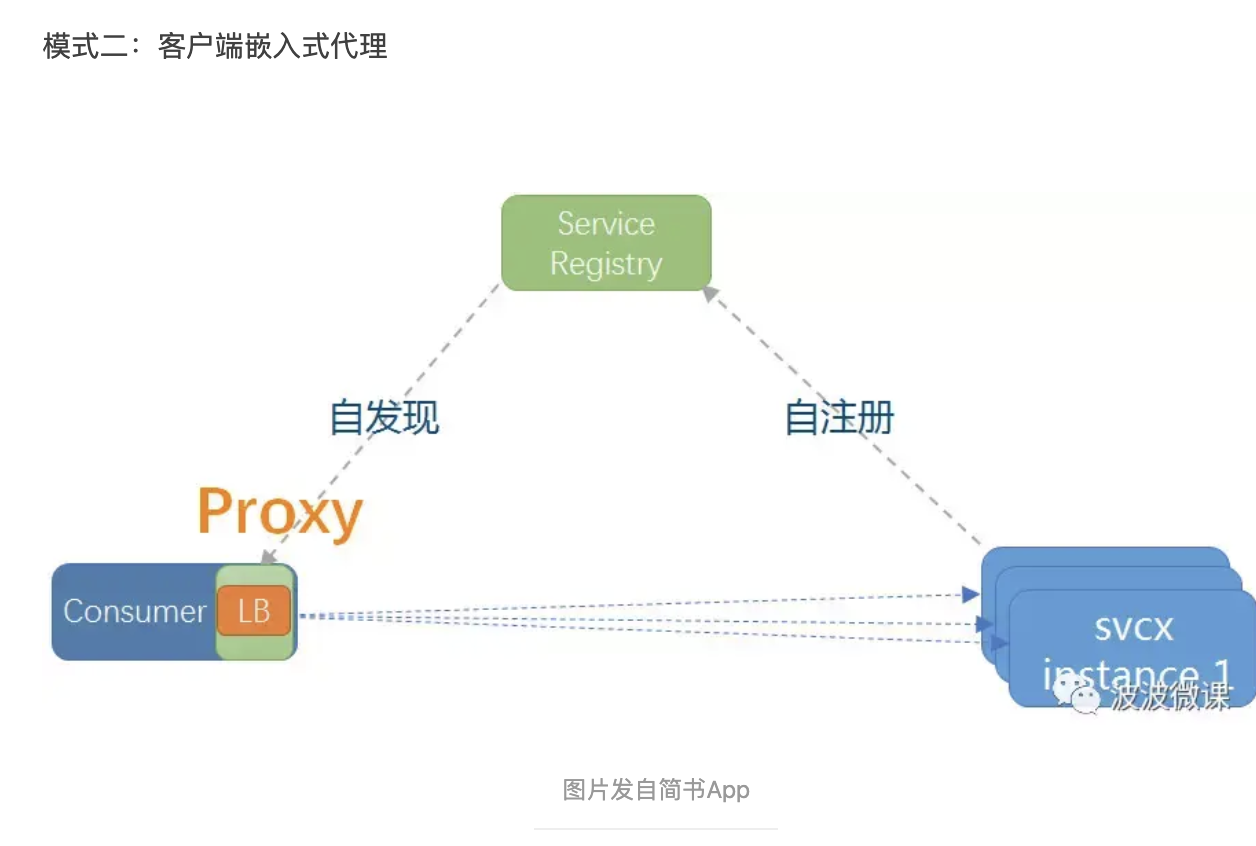 模式二：客户端嵌入式代理
Service
Registry
自发现
自注册
Proxy
Consumer
LB
svcx
instance 1
波波微课
图片发自简书App